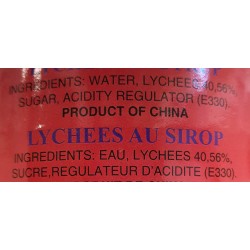 INGREDIENTS: WATER, LYCHEES 40,56%,
SUGAR, ACIDITY REGULATOR (E330).
PRODUCT OF CHINA
LYCHEES AU SIROP
INGREDIENTS: EAU, LYCHEES 40,56%,
SUCRE,REGULATEUR D'ACIDITE (E330).